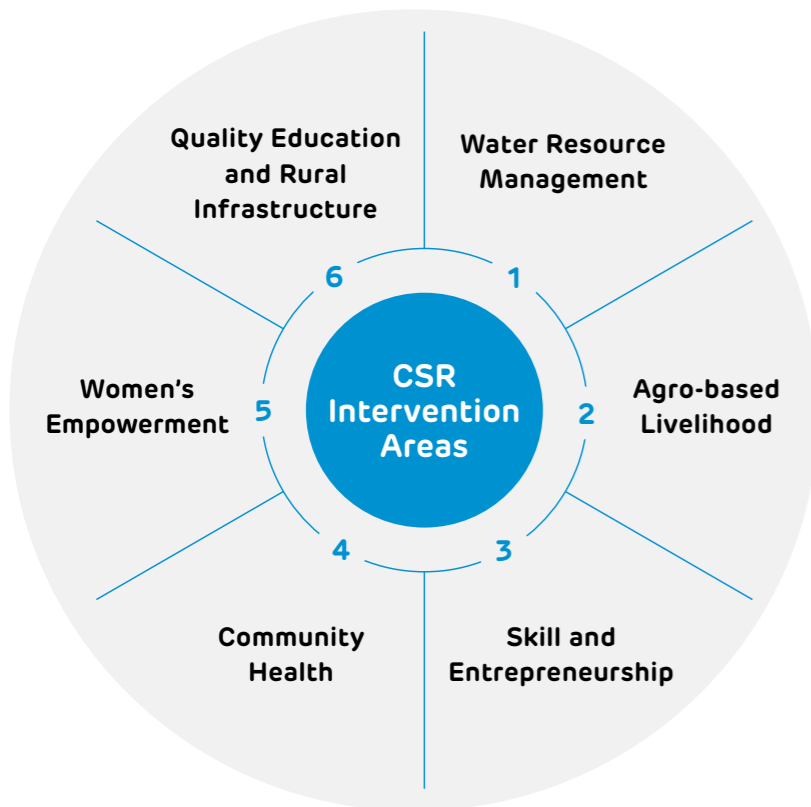 CSR
Intervention
Areas
1
Water Resource
Management
2
Agro-based
Livelihood
3
Skill and
Entrepreneurship
4
Community
Health
5
Women's
Empowerment
6
Quality Education
and Rural
Infrastructure